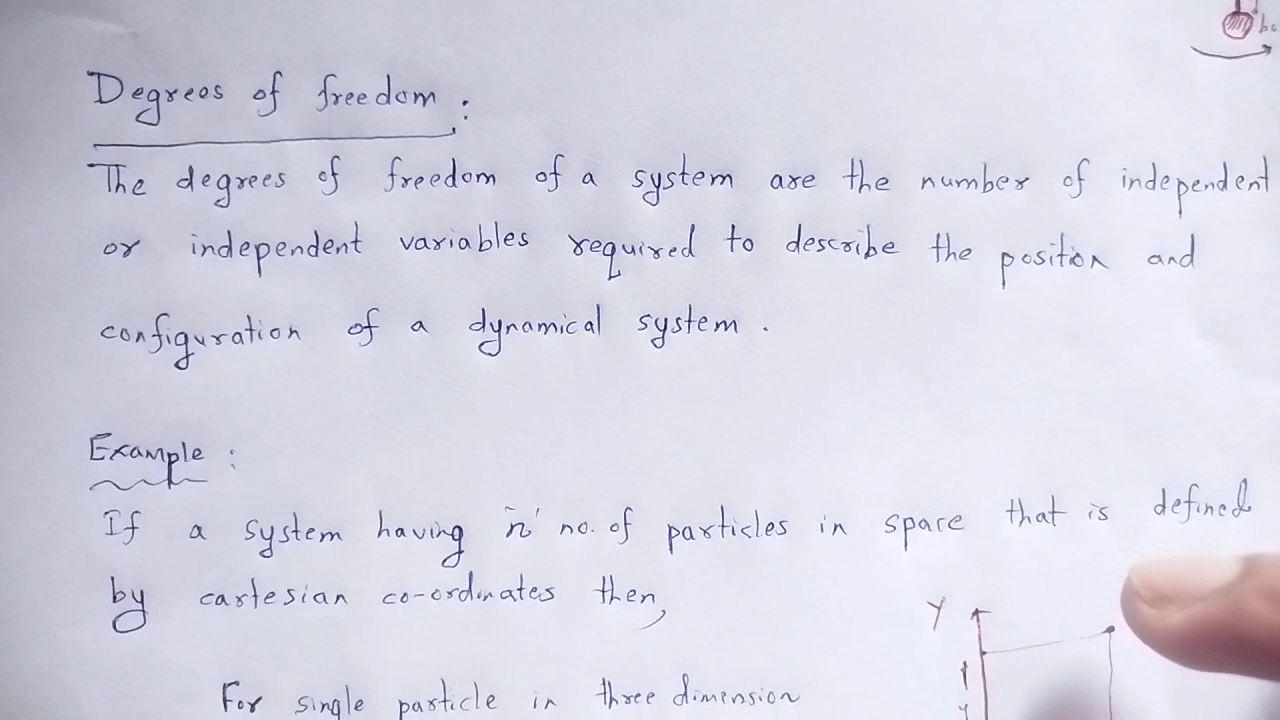 Degrees of freedom :
The degrees of freedom of a system are the number of independent
or independent variables required to describe the position and
configuration of a dynamical system .
Example :
If a system having 'n' no. of particles in space that is defined
by cartesian co-ordinates then,
Y
For single particle in three dimension